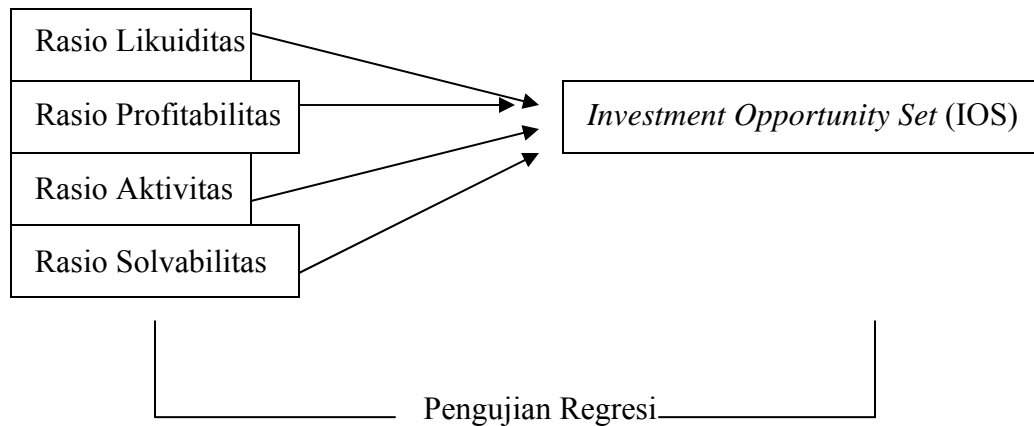 Rasio Likuiditas
Rasio Profitabilitas
Investment Opportunity Set (IOS)
Rasio Aktivitas
Rasio Solvabilitas
Pengujian Regresi